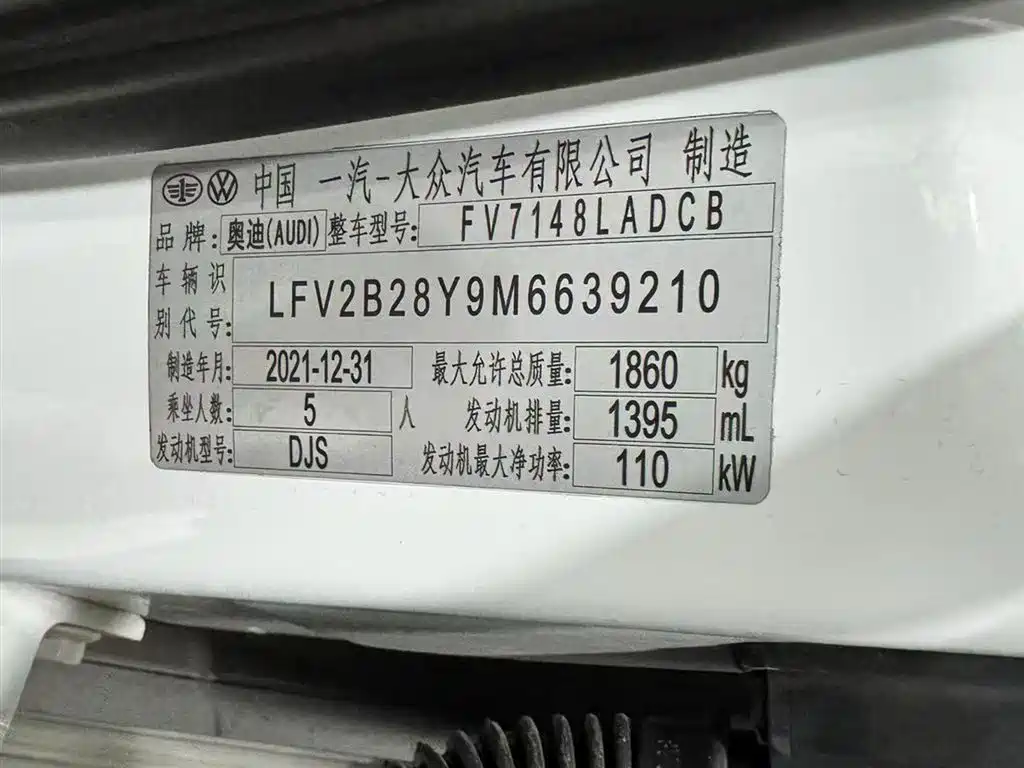 中国 一汽-大众汽车有限公司 制造
品牌: 奥迪(AUDI) 整车型号: FV7148LADCB
车辆识别代号: LFV2B28Y9M6639210
制造年月: 2021-12-31 最大允许总质量: 1860 kg
乘坐人数: 5 人 发动机排量: 1395 mL
发动机型号: DJS 发动机最大净功率: 110 kW